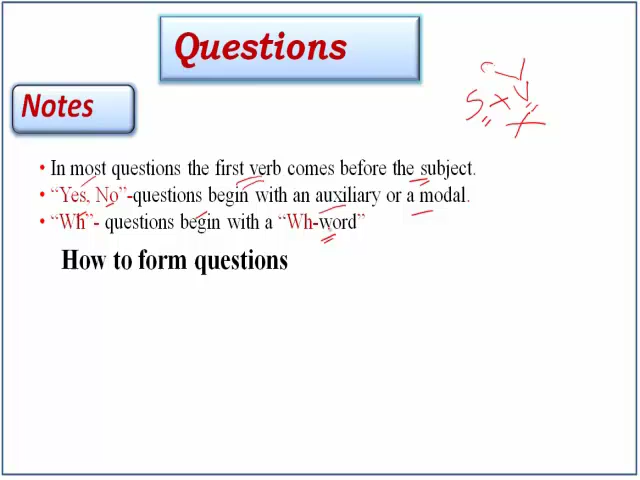 Questions
Notes
S + V
• In most questions the first verb comes before the subject.
• “Yes, No”-questions begin with an auxiliary or a modal.
• “Wh”- questions begin with a “Wh-word”
How to form questions